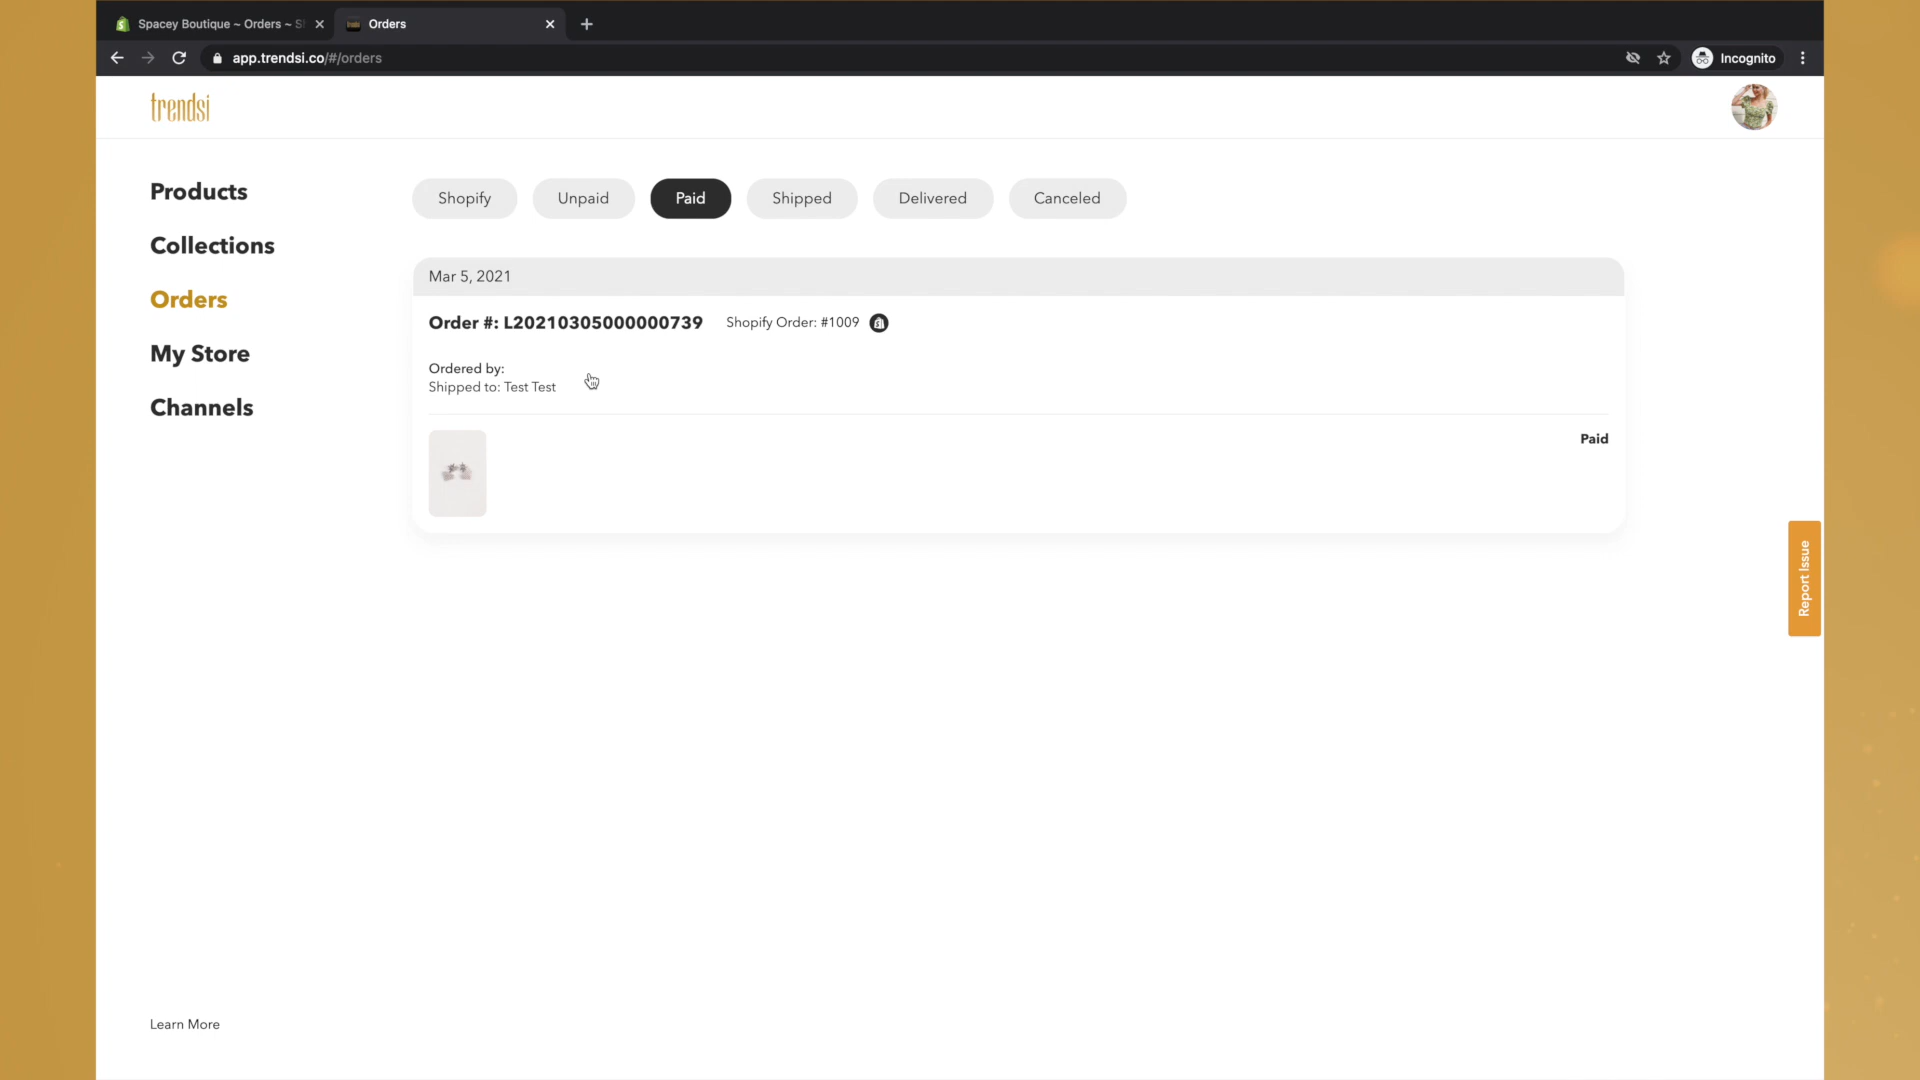 Spacey Boutique ~ Orders ~ S
Orders
app.trendsi.co/#/orders
Incognito
trendsi
Products
Collections
Orders
My Store
Channels
Shopify
Unpaid
Paid
Shipped
Delivered
Canceled
Mar 5, 2021
Order #: L20210305000000739
Shopify Order: #1009
Ordered by:
Shipped to: Test Test
Paid
Report Issue
Learn More